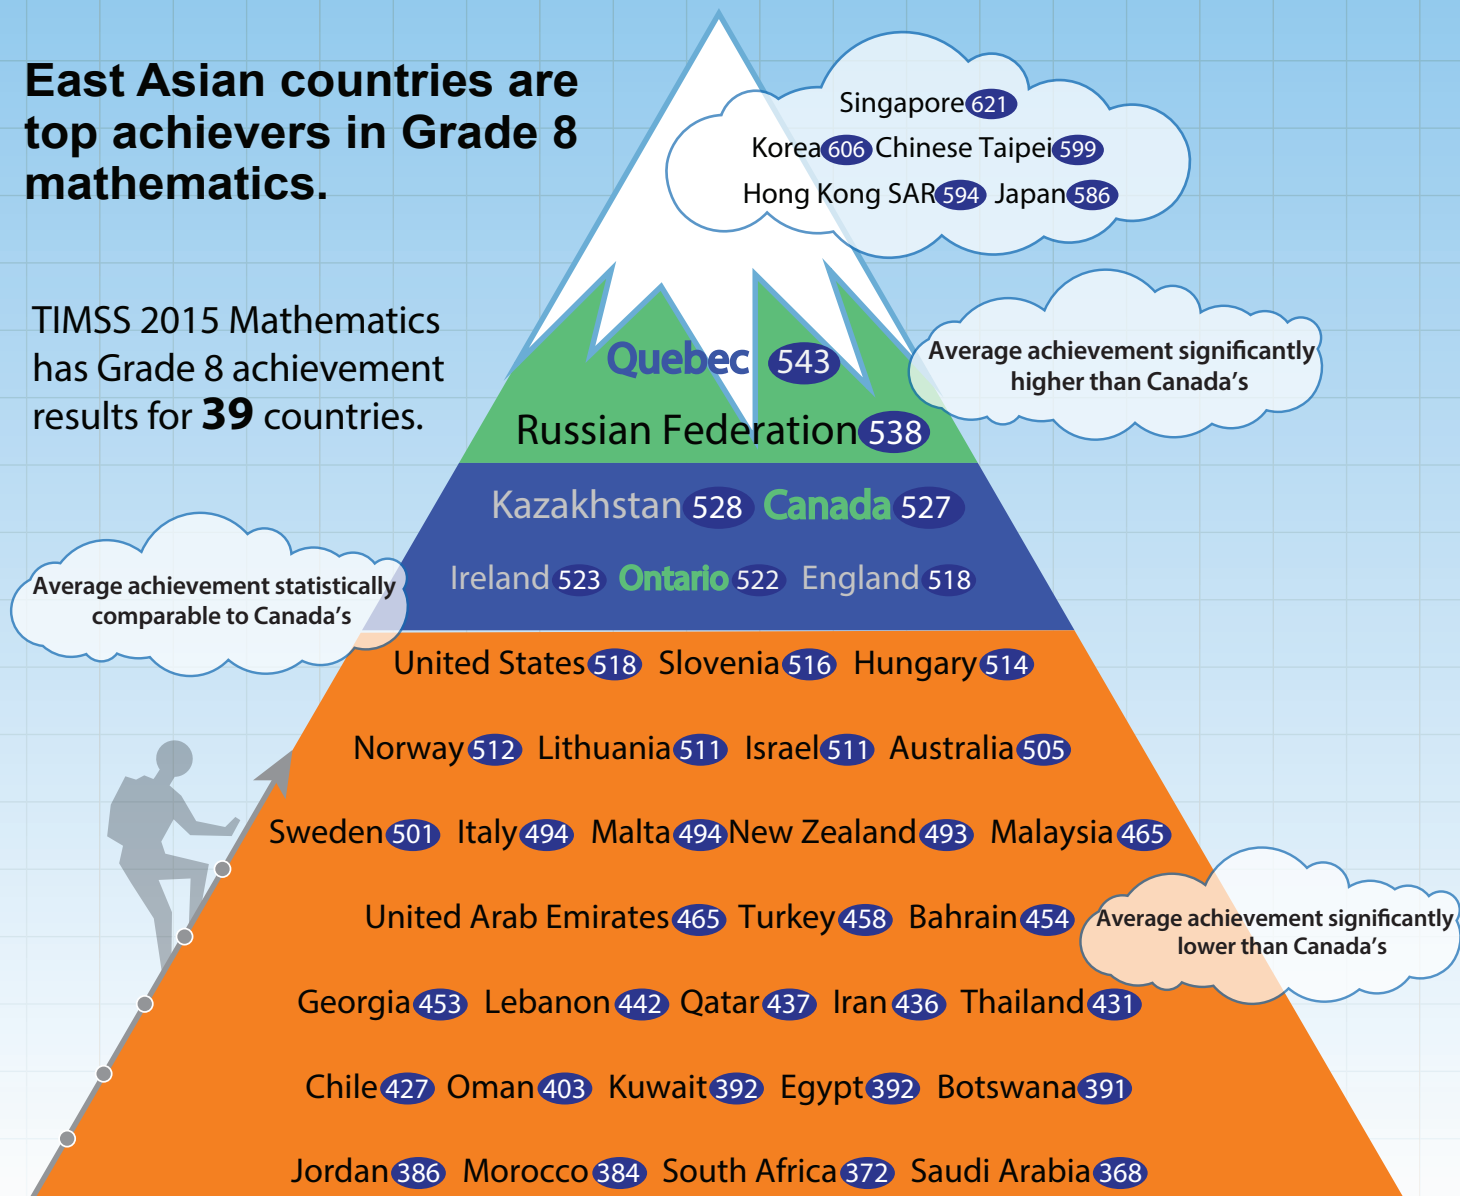 East Asian countries are
top achievers in Grade 8
mathematics.
TIMSS 2015 Mathematics
has Grade 8 achievement
results for 39 countries.
Singapore 621
Korea 606 Chinese Taipei 599
Hong Kong SAR 594 Japan 586
Average achievement significantly
higher than Canada's
Quebec 543
Russian Federation 538
Kazakhstan 528 Canada 527
Ireland 523 Ontario 522 England 518
Average achievement statistically
comparable to Canada's
United States 518 Slovenia 516 Hungary 514
Norway 512 Lithuania 511 Israel 511 Australia 505
Sweden 501 Italy 494 Malta 494 New Zealand 493 Malaysia 465
United Arab Emirates 465 Turkey 458 Bahrain 454
Average achievement significantly
lower than Canada's
Georgia 453 Lebanon 442 Qatar 437 Iran 436 Thailand 431
Chile 427 Oman 403 Kuwait 392 Egypt 392 Botswana 391
Jordan 386 Morocco 384 South Africa 372 Saudi Arabia 368